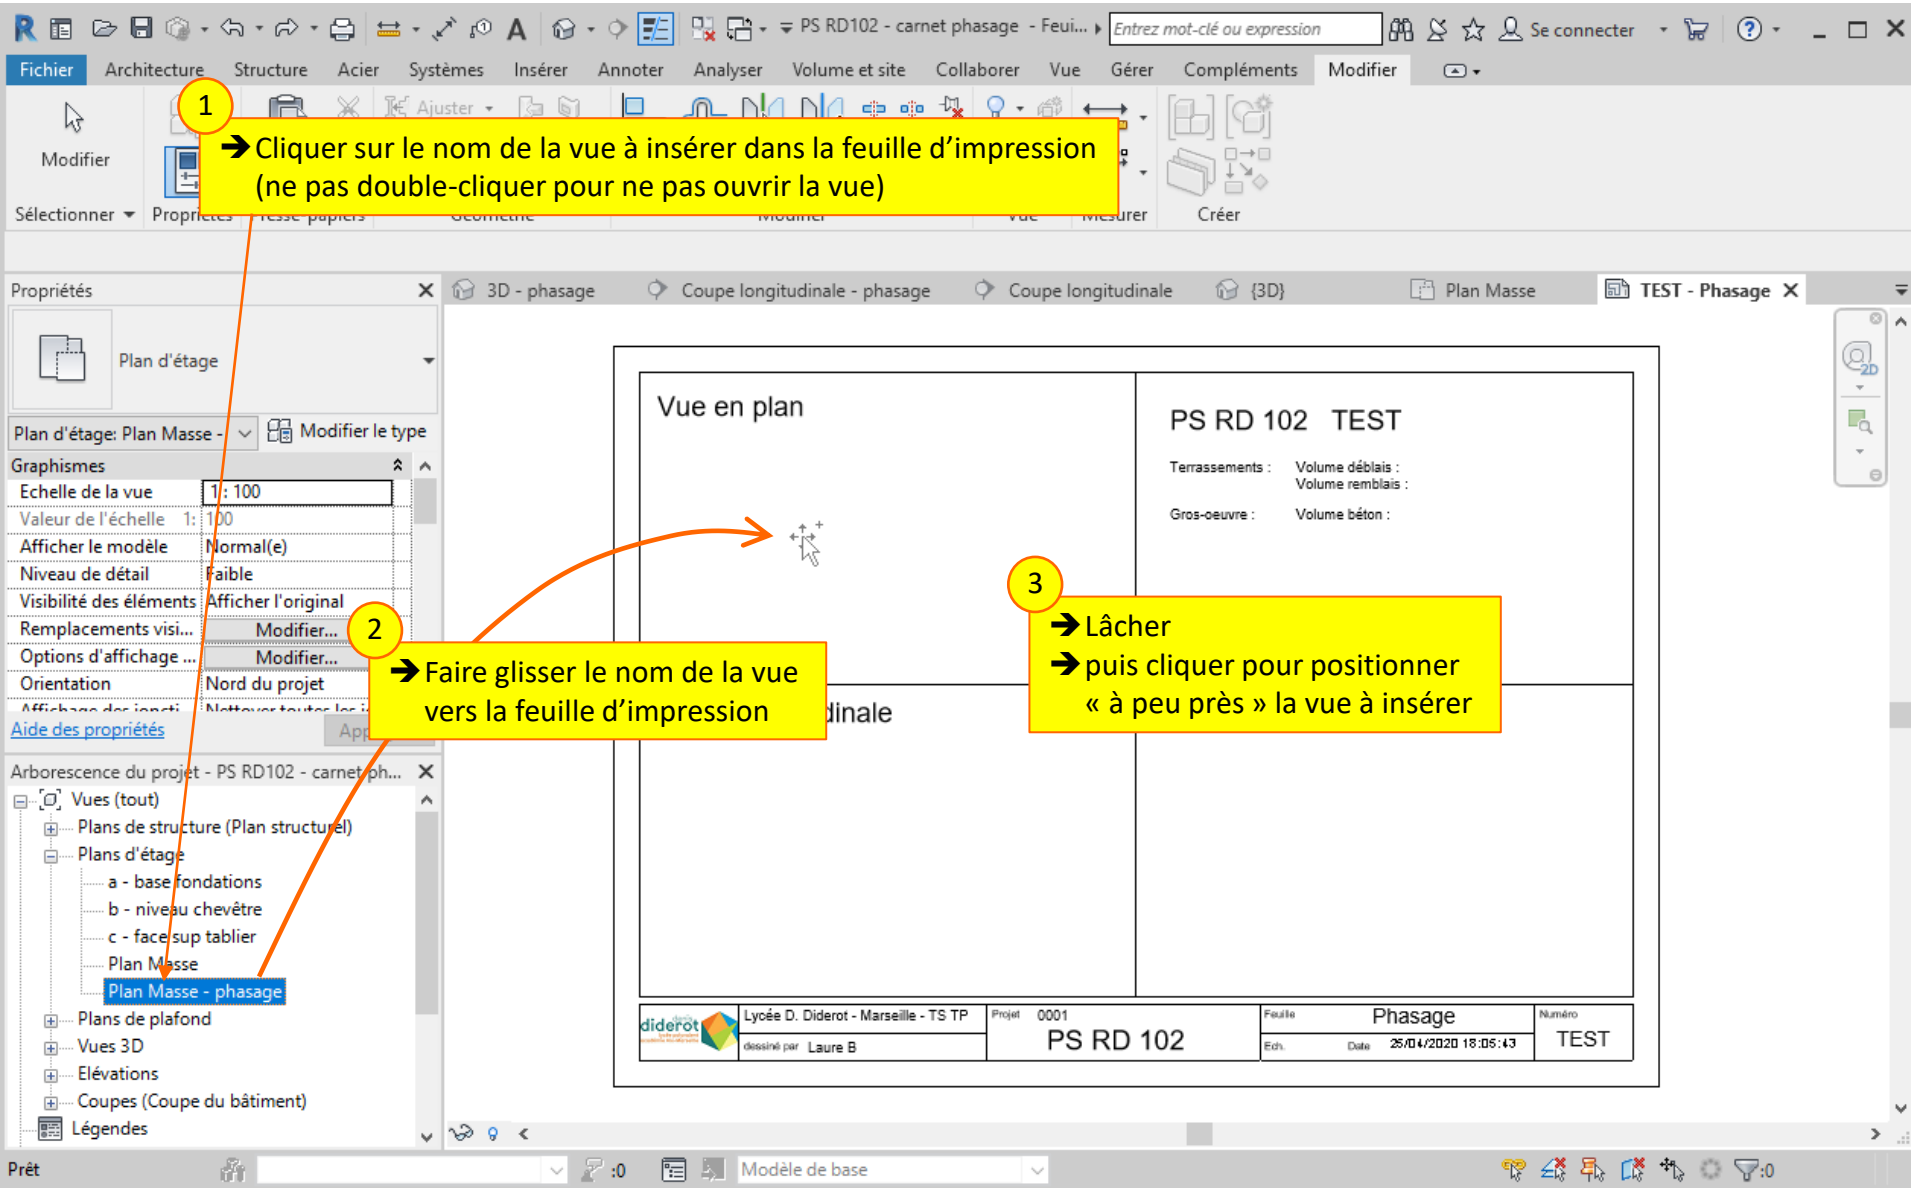 PS RD102 - carnet phasage - Feui...
Entrez mot-clé ou expression
Se connecter
Fichier Architecture Structure Acier Systèmes Insérer Annoter Analyser Volume et site Collaborer Vue Gérer Compléments Modifier
Modifier
Ajuster
1
➔ Cliquer sur le nom de la vue à insérer dans la feuille d’impression
(ne pas double-cliquer pour ne pas ouvrir la vue)
Sélectionner
Créer
Propriétés
3D - phasage Coupe longitudinale - phasage Coupe longitudinale {3D} Plan Masse TEST - Phasage
Plan d'étage
Plan d'étage: Plan Masse - Modifier le type
Graphismes
Echelle de la vue 1 : 100
Valeur de l'échelle 1: 100
Afficher le modèle Normal(e)
Niveau de détail Faible
Visibilité des éléments Afficher l'original
Remplacements visi... Modifier...
Options d'affichage ... Modifier...
Orientation Nord du projet
Aide des propriétés App
2
➔ Faire glisser le nom de la vue
vers la feuille d’impression
3
➔ Lâcher
➔ puis cliquer pour positionner
« à peu près » la vue à insérer
Vue en plan
PS RD 102 TEST
Terrassements : Volume déblais :
Volume remblais :
Gros-oeuvre : Volume béton :
dinale
2D
Arborescence du projet - PS RD102 - carnet ph...
Vues (tout)
Plans de structure (Plan structurel)
Plans d'étage
a - base fondations
b - niveau chevêtre
c - face sup tablier
Plan Masse
Plan Masse - phasage
Plans de plafond
Vues 3D
Elévations
Coupes (Coupe du bâtiment)
Légendes
diderot
Lycée D. Diderot - Marseille - TS TP
dessiné par Laure B
Projet 0001
PS RD 102
Feuille Phasage
Ech. Date 25/04/2020 18:05:43
Numéro
TEST
Prêt
:0
Modèle de base
:0